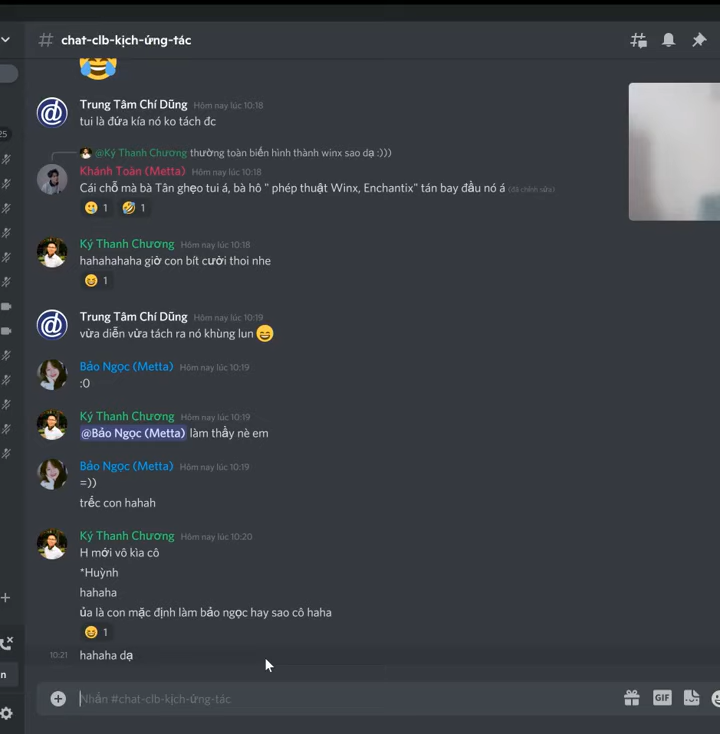 chat-clb-kịch-ứng-tác
Trung Tâm Chí Dũng Hôm nay lúc 10:18
tui là đứa kía nó ko tách đc
@Ký Thanh Chương thường toàn biến hình thành winx sao dạ :)))
Khánh Toàn (Metta) Hôm nay lúc 10:18
Cái chỗ mà bà Tân ghẹo tui á, bà hô " phép thuật Winx, Enchantix" tán bay đầu nó á (đã chỉnh sửa)
1 1
Ký Thanh Chương Hôm nay lúc 10:18
hahahahaha giờ con bít cười thoi nhe
1
Trung Tâm Chí Dũng Hôm nay lúc 10:19
vừa diễn vừa tách ra nó khùng lun
Bảo Ngọc (Metta) Hôm nay lúc 10:19
:0
Ký Thanh Chương Hôm nay lúc 10:19
@Bảo Ngọc (Metta) làm thầy nè em
Bảo Ngọc (Metta) Hôm nay lúc 10:19
=))
trếc con hahah
Ký Thanh Chương Hôm nay lúc 10:20
H mới vô kìa cô
*Huỳnh
hahaha
ủa là con mặc định làm bảo ngọc hay sao cô haha
1
10:21 hahaha dạ
Nhắn #chat-clb-kịch-ứng-tác
GIF
25
n